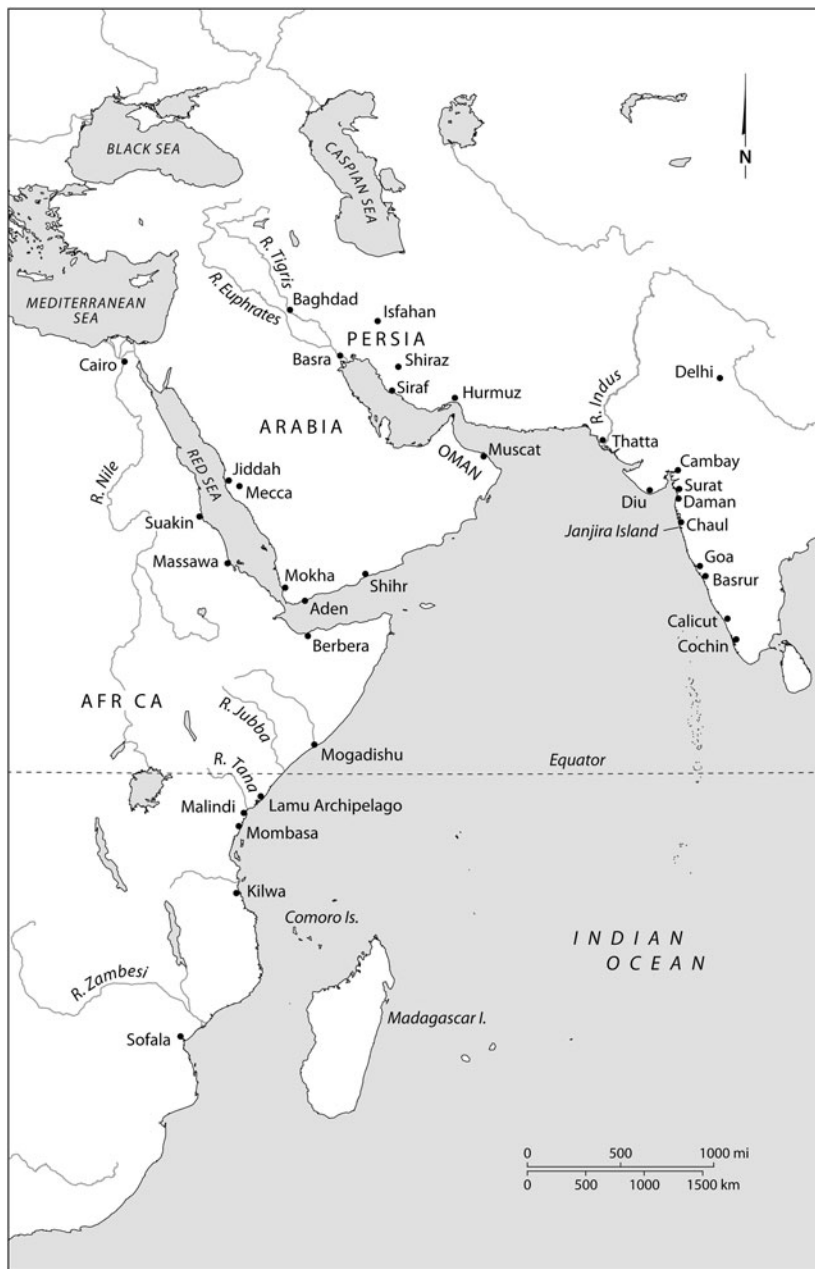 BLACK SEA
CASPIAN SEA
N
R. Tigris
R. Euphrates
MEDITERRANEAN
SEA
Baghdad
Isfahan
PERSIA
Basra
Shiraz
Cairo
Siraf
Hurmuz
R. Indus
Delhi
ARABIA
OMAN
Muscat
Thatta
R. Nile
RED SEA
Jiddah
Mecca
Cambay
Surat
Diu
Daman
Suakin
Janjira Island
Chaul
Massawa
Mokha
Shihr
Goa
Aden
Basrur
Berbera
Calicut
Cochin
AFR CA
R. Jubba
Mogadishu
Equator
R. Tana
Malindi
Lamu Archipelago
Mombasa
Kilwa
Comoro Is.
INDIAN
OCEAN
R. Zambesi
Madagascar I.
Sofala
0 500 1000 mi
0 500 1000 1500 km